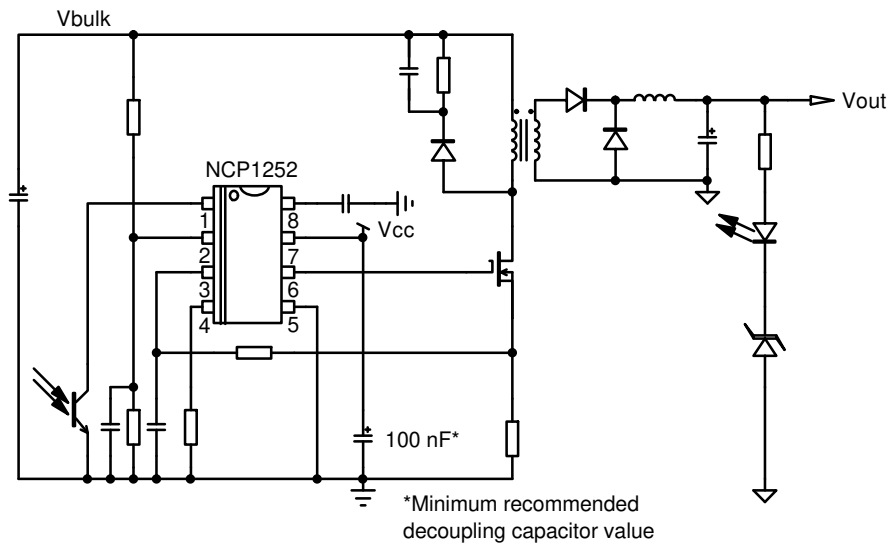 Vbulk
Vout
NCP1252
1
8
Vcc
2
7
3
6
4
5
100 nF*
*Minimum recommended
decoupling capacitor value